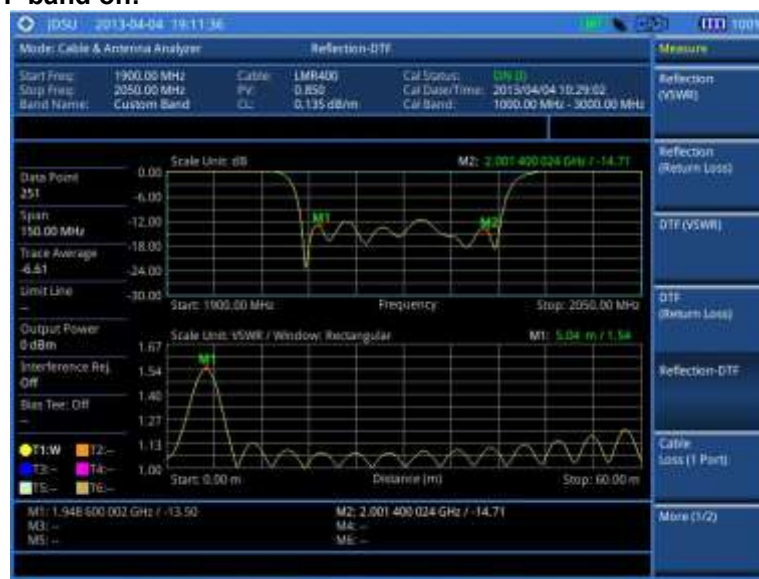 band on.
JDSU 2013-04-04 19:11:36 100%
Mode: Cable & Antenna Analyzer Reflection-DTF Measure
Start Freq: 1900.00 MHz Cable: LMR400 Cal Status: ON (I)
Stop Freq: 2050.00 MHz PV: 0.850 Cal Date/Time: 2013/04/04 10:29:02
Band Name: Custom Band CL: 0.135 dB/m Cal Band: 1000.00 MHz - 3000.00 MHz
Reflection
(VSWR)
Reflection
(Return Loss)
DTF (VSWR)
DTF
(Return Loss)
Reflection-DTF
Cable
Loss (1 Port)
More (1/2)
Data Point
251
Span
150.00 MHz
Trace Average
-6.61
Limit Line
--
Output Power
0 dBm
Interference Rej.
Off
Bias Tee: Off
--
T1:W T2:--
T3:-- T4:--
T5:-- T6:--
Scale Unit: dB M2: 2.001 400 024 GHz / -14.71
0.00
-6.00
-12.00
-18.00
-24.00
-30.00
M1 M2
Start: 1900.00 MHz Frequency Stop: 2050.00 MHz
Scale Unit: VSWR / Window: Rectangular M1: 5.04 m / 1.54
1.67
1.54
1.40
1.27
1.13
1.00
M1
Start: 0.00 m Distance (m) Stop: 60.00 m
M1: 1.948 600 002 GHz / -13.50 M2: 2.001 400 024 GHz / -14.71
M3: -- M4: --
M5: -- M6: --